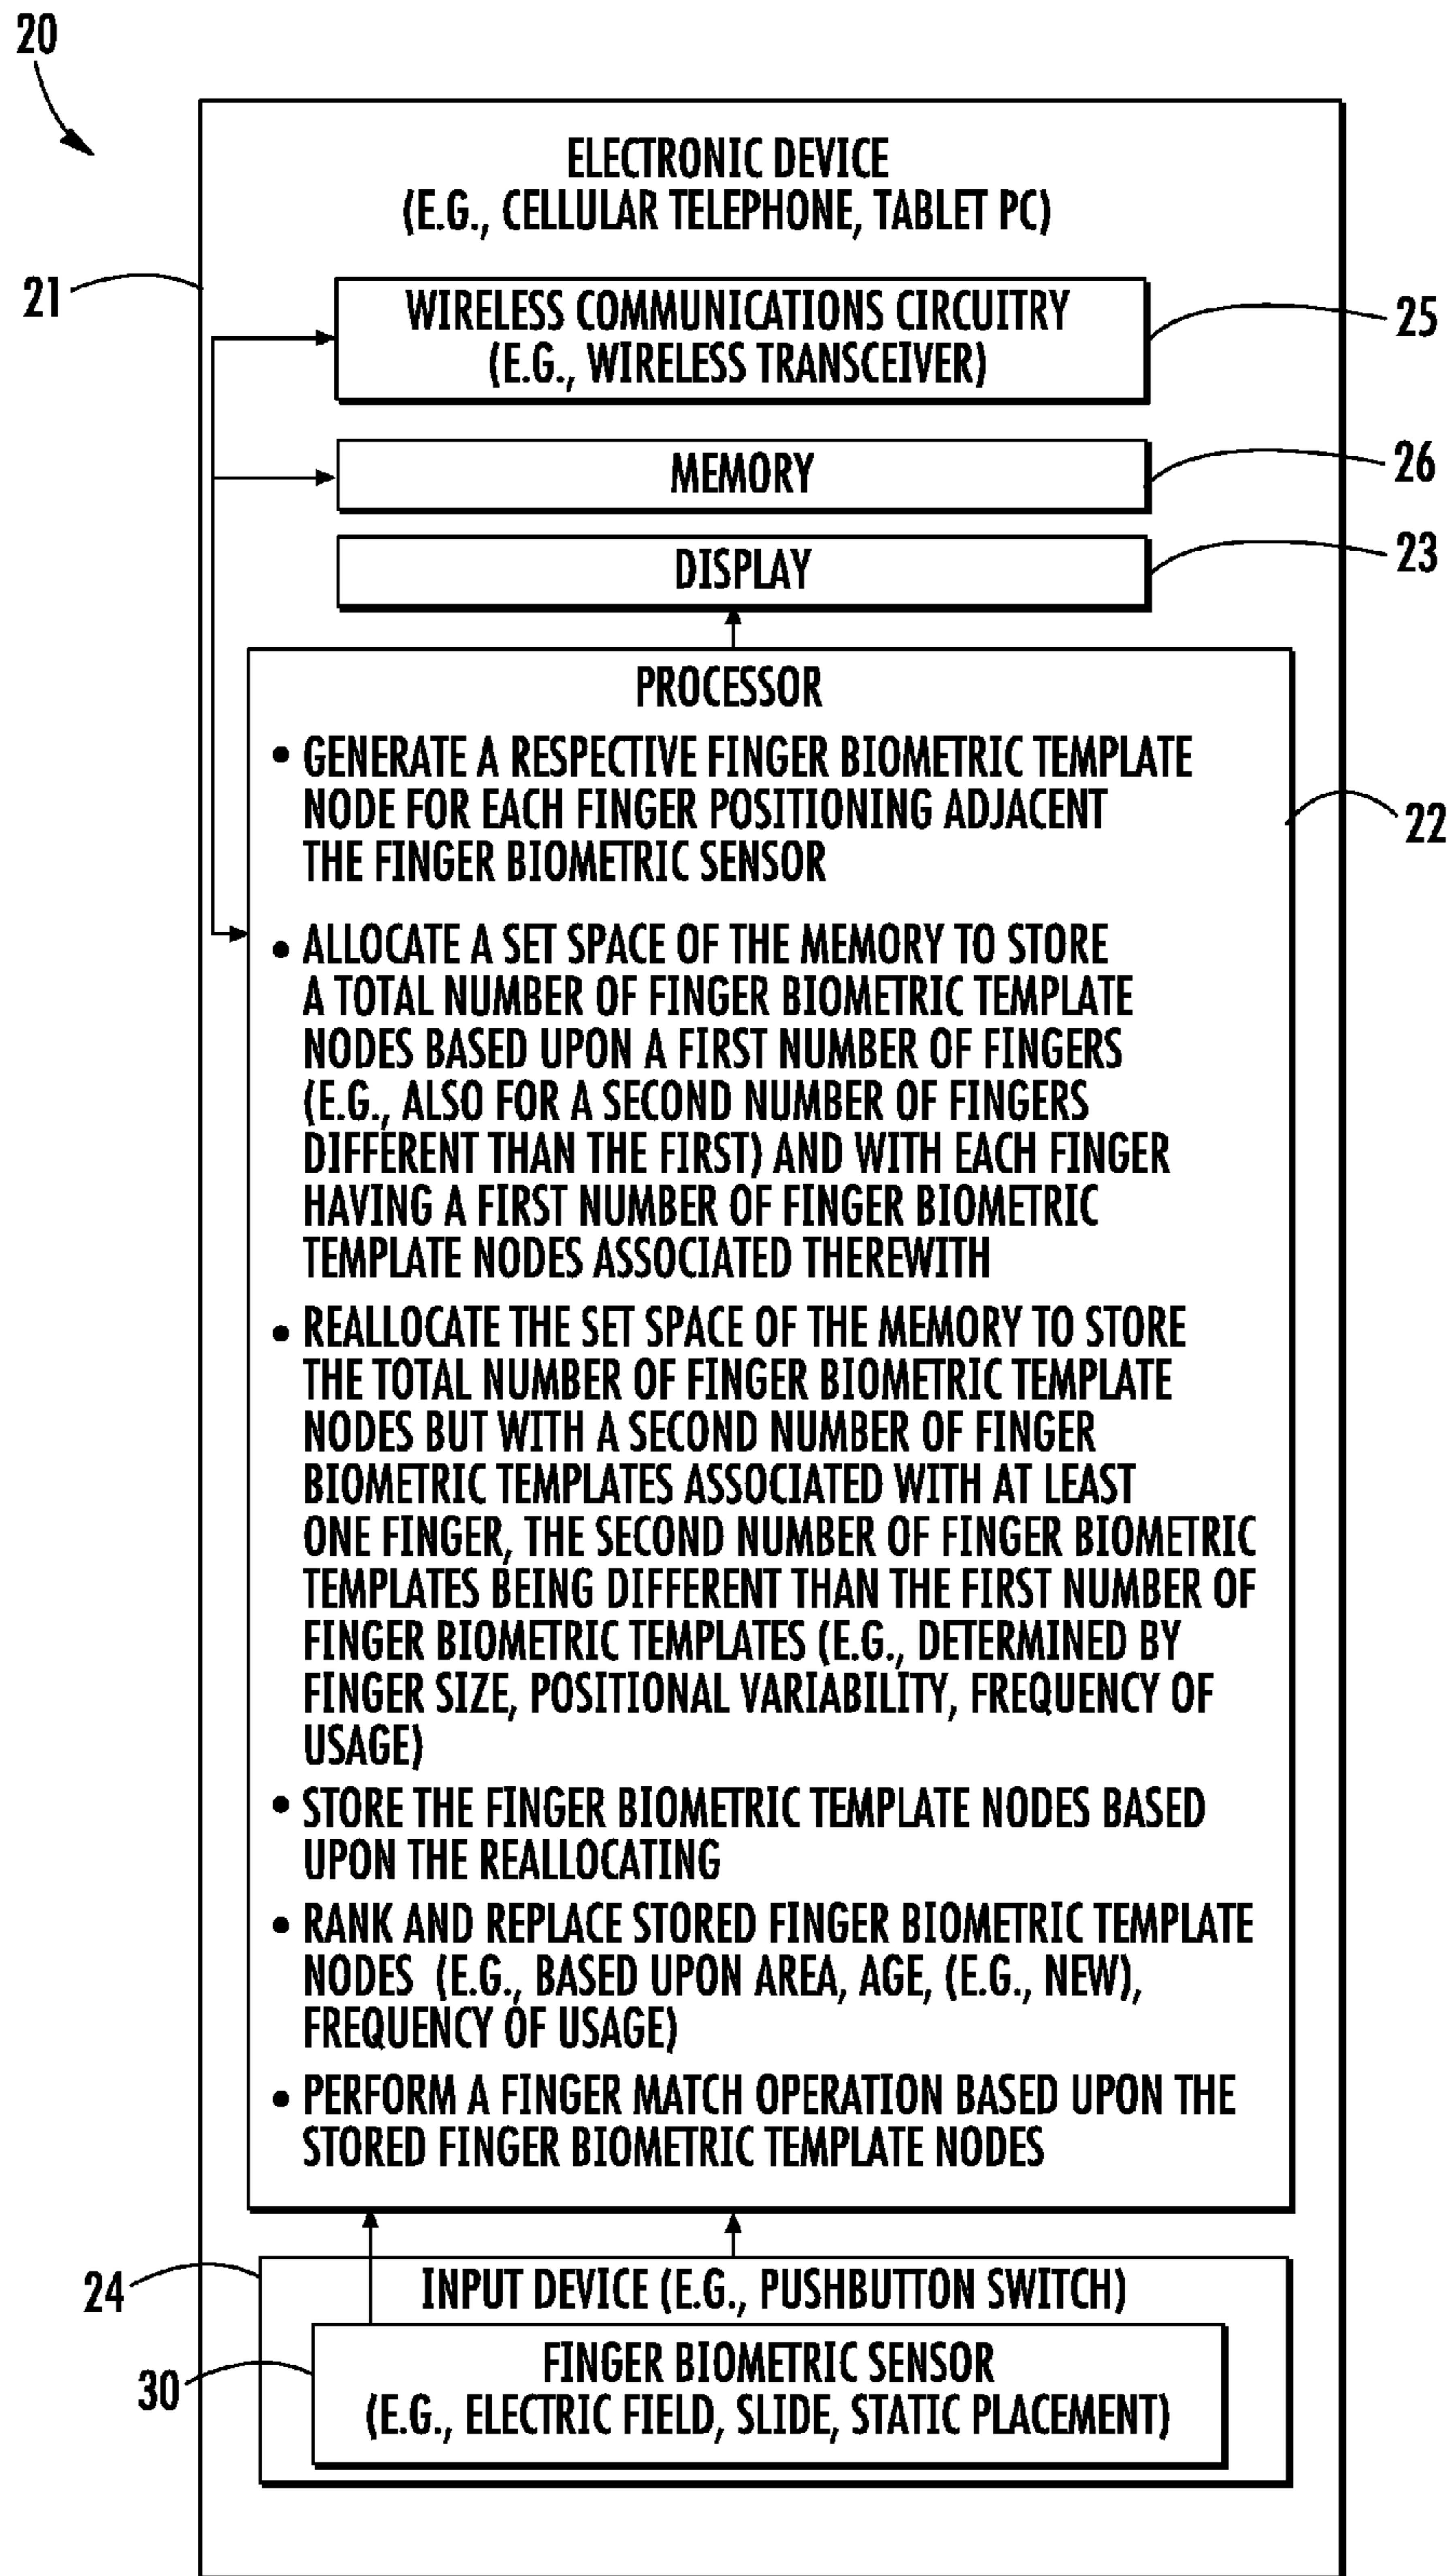 20
ELECTRONIC DEVICE
(E.G., CELLULAR TELEPHONE, TABLET PC)
21
WIRELESS COMMUNICATIONS CIRCUITRY
(E.G., WIRELESS TRANSCEIVER)
25
MEMORY
26
DISPLAY
23
PROCESSOR
• GENERATE A RESPECTIVE FINGER BIOMETRIC TEMPLATE
NODE FOR EACH FINGER POSITIONING ADJACENT
THE FINGER BIOMETRIC SENSOR
22
• ALLOCATE A SET SPACE OF THE MEMORY TO STORE
A TOTAL NUMBER OF FINGER BIOMETRIC TEMPLATE
NODES BASED UPON A FIRST NUMBER OF FINGERS
(E.G., ALSO FOR A SECOND NUMBER OF FINGERS
DIFFERENT THAN THE FIRST) AND WITH EACH FINGER
HAVING A FIRST NUMBER OF FINGER BIOMETRIC
TEMPLATE NODES ASSOCIATED THEREWITH
• REALLOCATE THE SET SPACE OF THE MEMORY TO STORE
THE TOTAL NUMBER OF FINGER BIOMETRIC TEMPLATE
NODES BUT WITH A SECOND NUMBER OF FINGER
BIOMETRIC TEMPLATES ASSOCIATED WITH AT LEAST
ONE FINGER, THE SECOND NUMBER OF FINGER BIOMETRIC
TEMPLATES BEING DIFFERENT THAN THE FIRST NUMBER OF
FINGER BIOMETRIC TEMPLATES (E.G., DETERMINED BY
FINGER SIZE, POSITIONAL VARIABILITY, FREQUENCY OF
USAGE)
• STORE THE FINGER BIOMETRIC TEMPLATE NODES BASED
UPON THE REALLOCATING
• RANK AND REPLACE STORED FINGER BIOMETRIC TEMPLATE
NODES (E.G., BASED UPON AREA, AGE, (E.G., NEW),
FREQUENCY OF USAGE)
• PERFORM A FINGER MATCH OPERATION BASED UPON THE
STORED FINGER BIOMETRIC TEMPLATE NODES
24
INPUT DEVICE (E.G., PUSHBUTTON SWITCH)
30
FINGER BIOMETRIC SENSOR
(E.G., ELECTRIC FIELD, SLIDE, STATIC PLACEMENT)